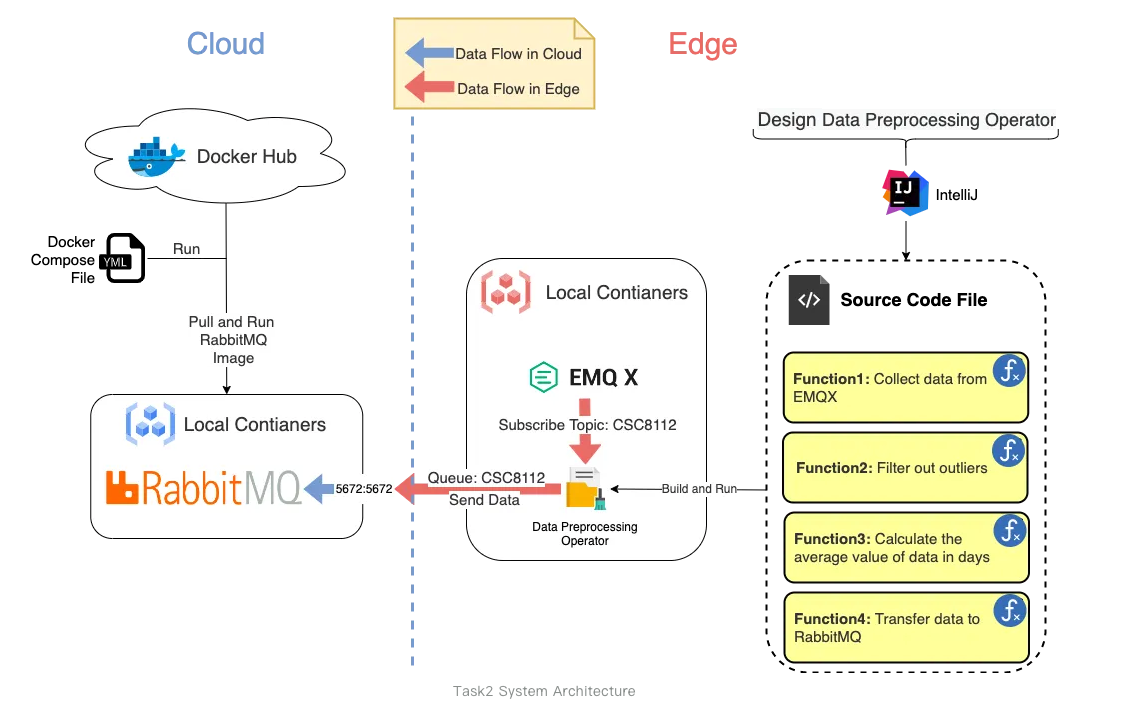 Cloud
Data Flow in Cloud
Data Flow in Edge
Edge
Design Data Preprocessing Operator
IJ
IntelliJ
Docker Hub
Docker
Compose
File
YML
Run
Pull and Run
RabbitMQ
Image
Local Contianers
RabbitMQ
5672:5672
Local Contianers
EMQ X
Subscribe Topic: CSC8112
Queue: CSC8112
Send Data
Data Preprocessing
Operator
Build and Run
</> 
Source Code File
Function1: Collect data from
EMQX
fx
Function2: Filter out outliers
fx
Function3: Calculate the
average value of data in days
fx
Function4: Transfer data to
RabbitMQ
fx
Task2 System Architecture